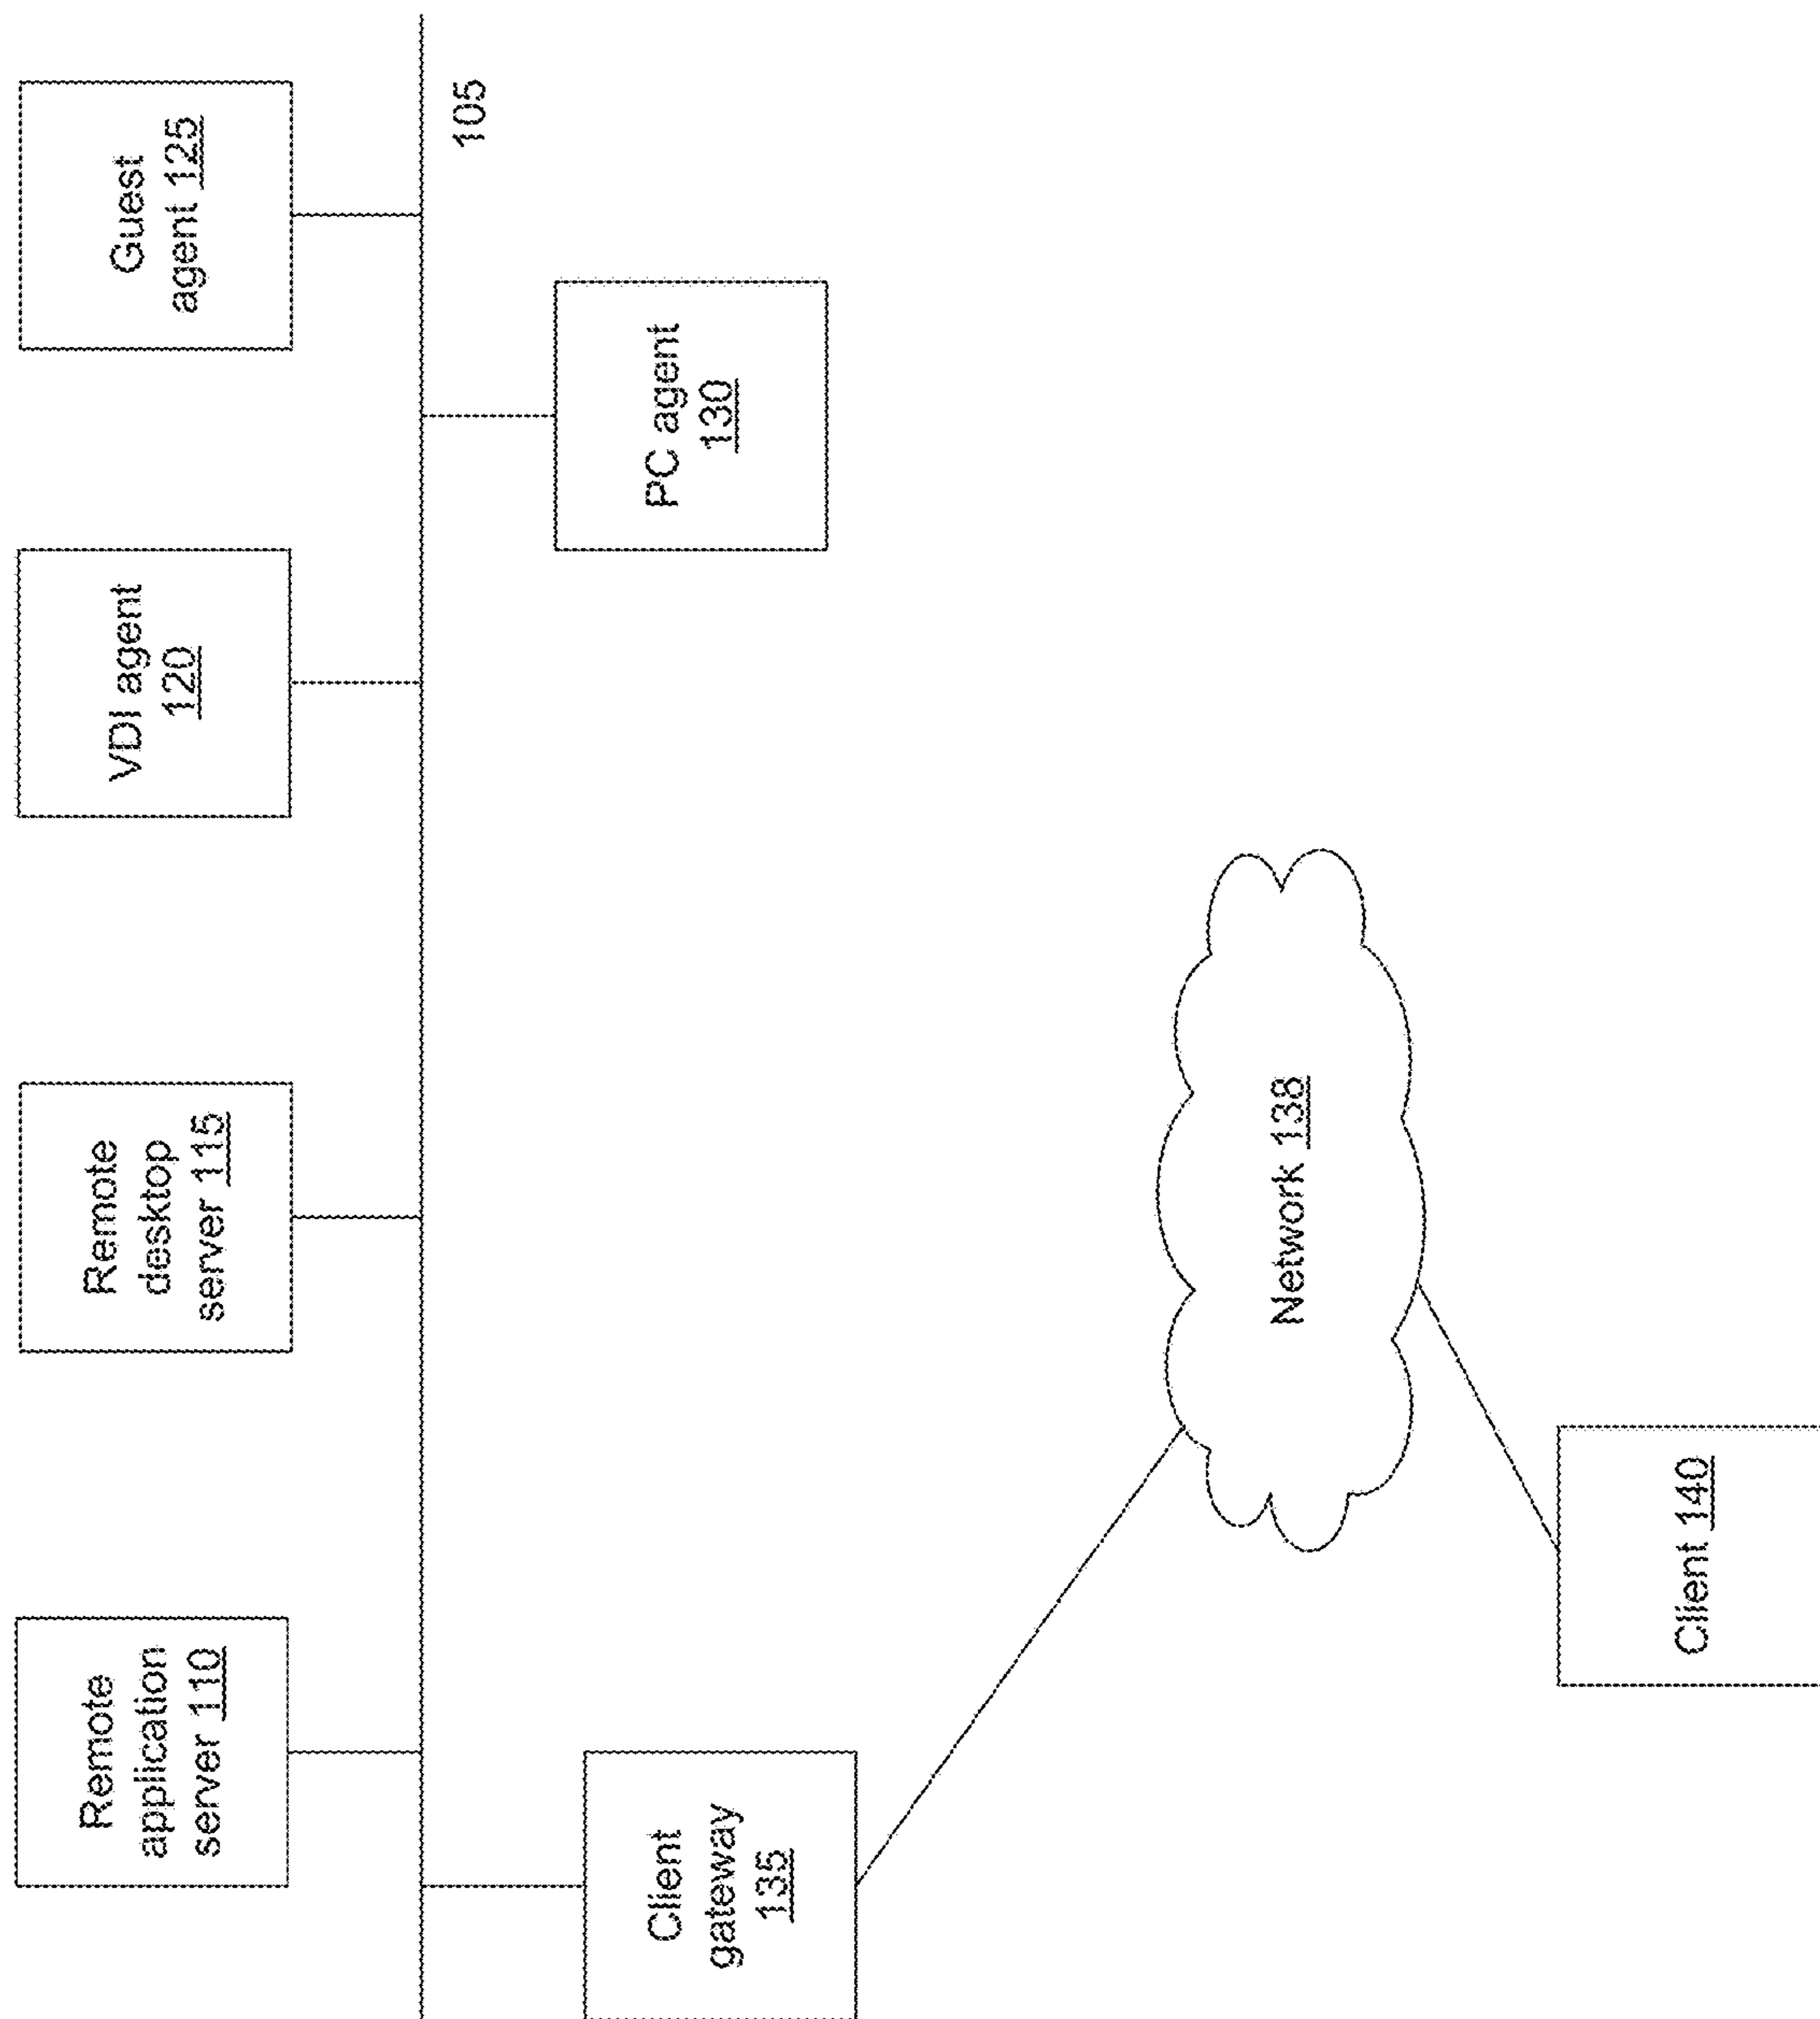 Remote
application
server 110
Remote
desktop
server 115
VDI agent
120
Guest
agent 125
105
Client
gateway
135
PC agent
130
Network 138
Client 140